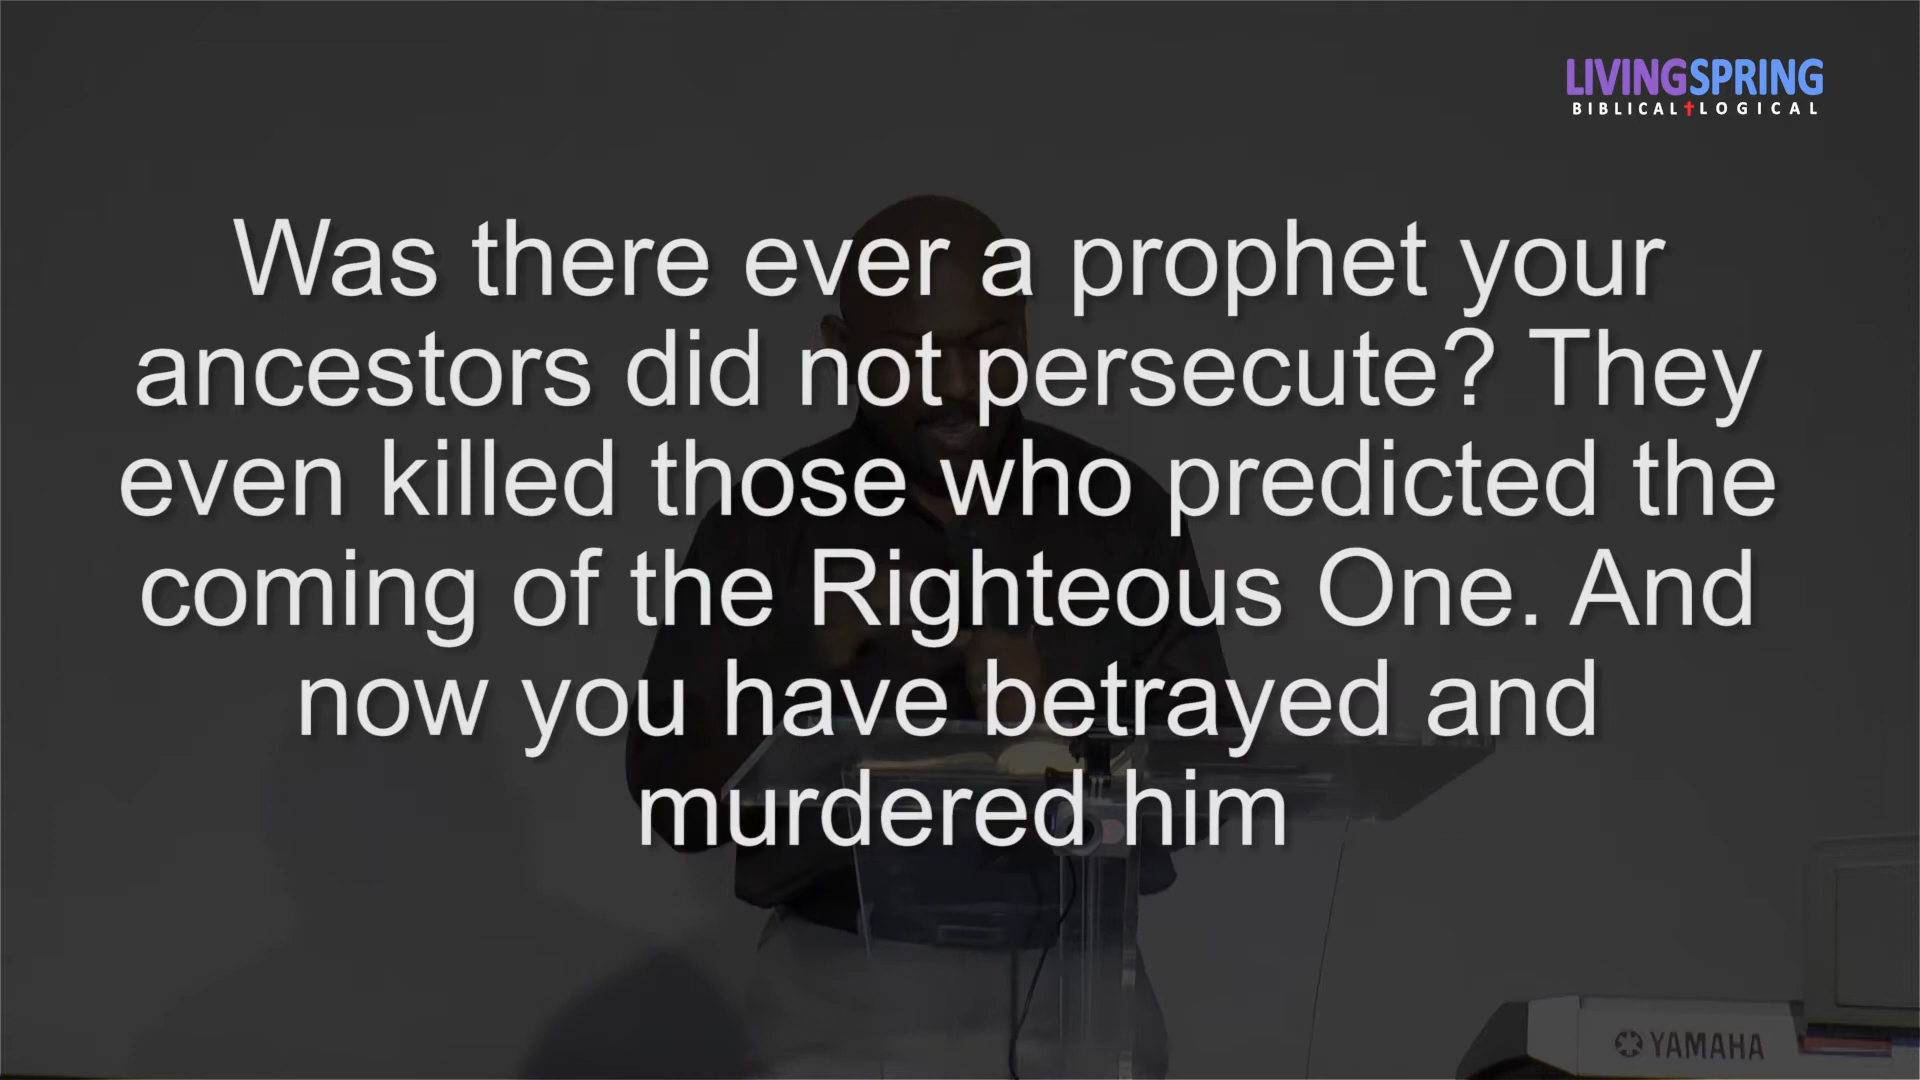 LIVINGSPRING
BIBLICAL LOGICAL
Was there ever a prophet your
ancestors did not persecute? They
even killed those who predicted the
coming of the Righteous One. And
now you have betrayed and
murdered him
YAMAHA